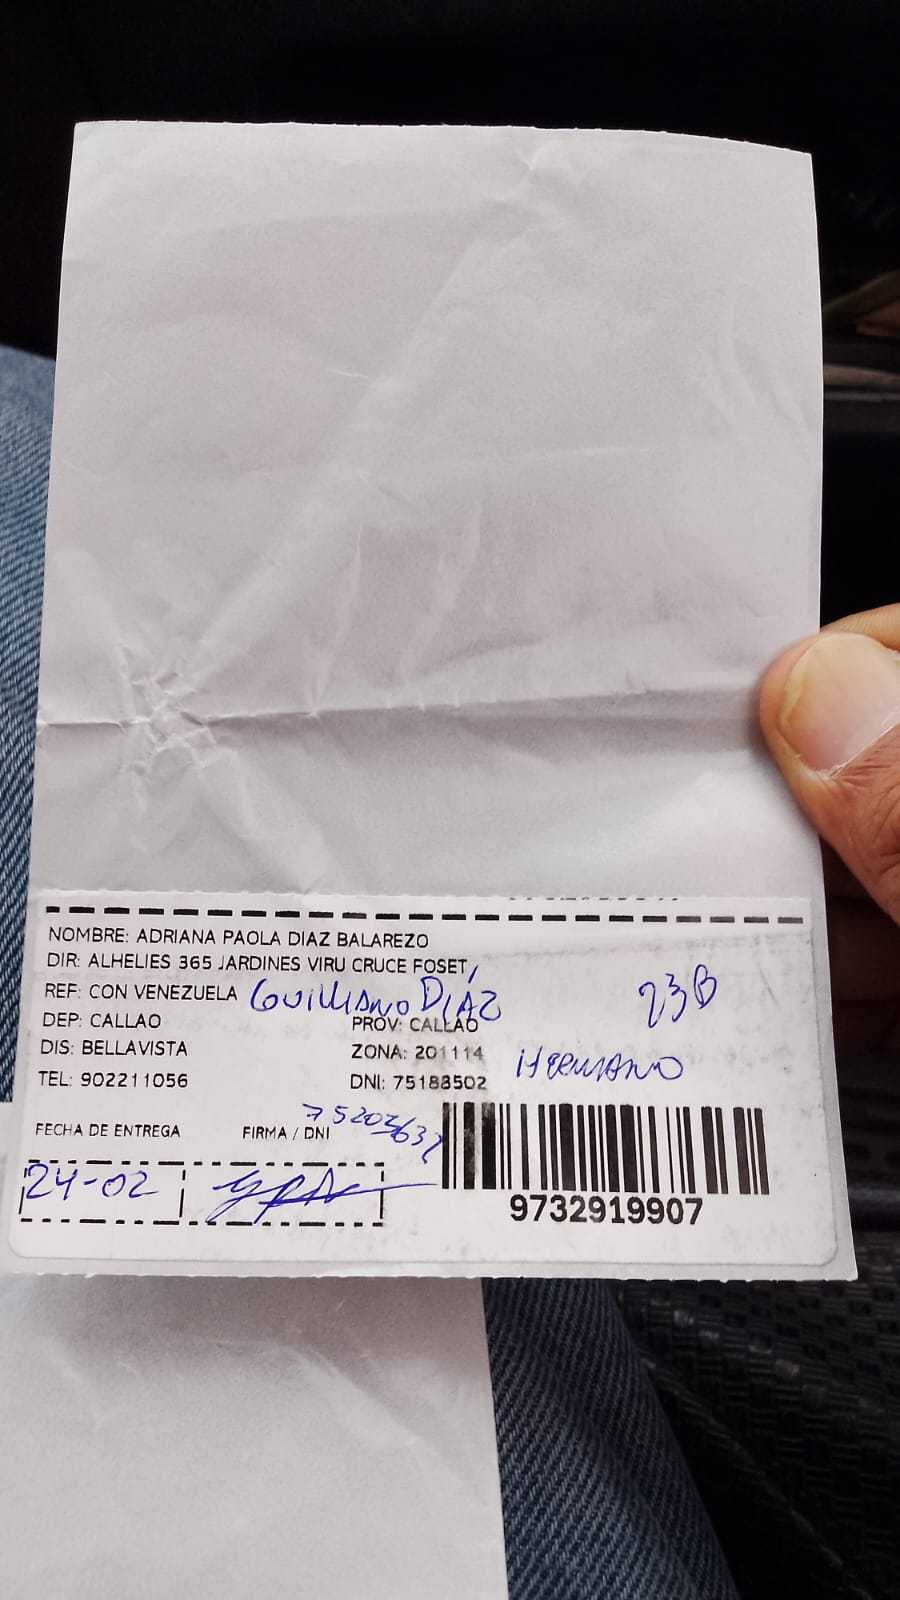 NOMBRE: ADRIANA PAOLA DIAZ BALAREZO
DIR: ALHELIES 365 JARDINES VIRU CRUCE FOSET
REF: CON VENEZUELA
GUILLIANO DÍAZ
23B
DEP: CALLAO PROV: CALLAO
DIS: BELLAVISTA ZONA: 201114
HERMANO
TEL: 902211056 DNI: 75188502
FECHA DE ENTREGA FIRMA / DNI
24-02
9732919907